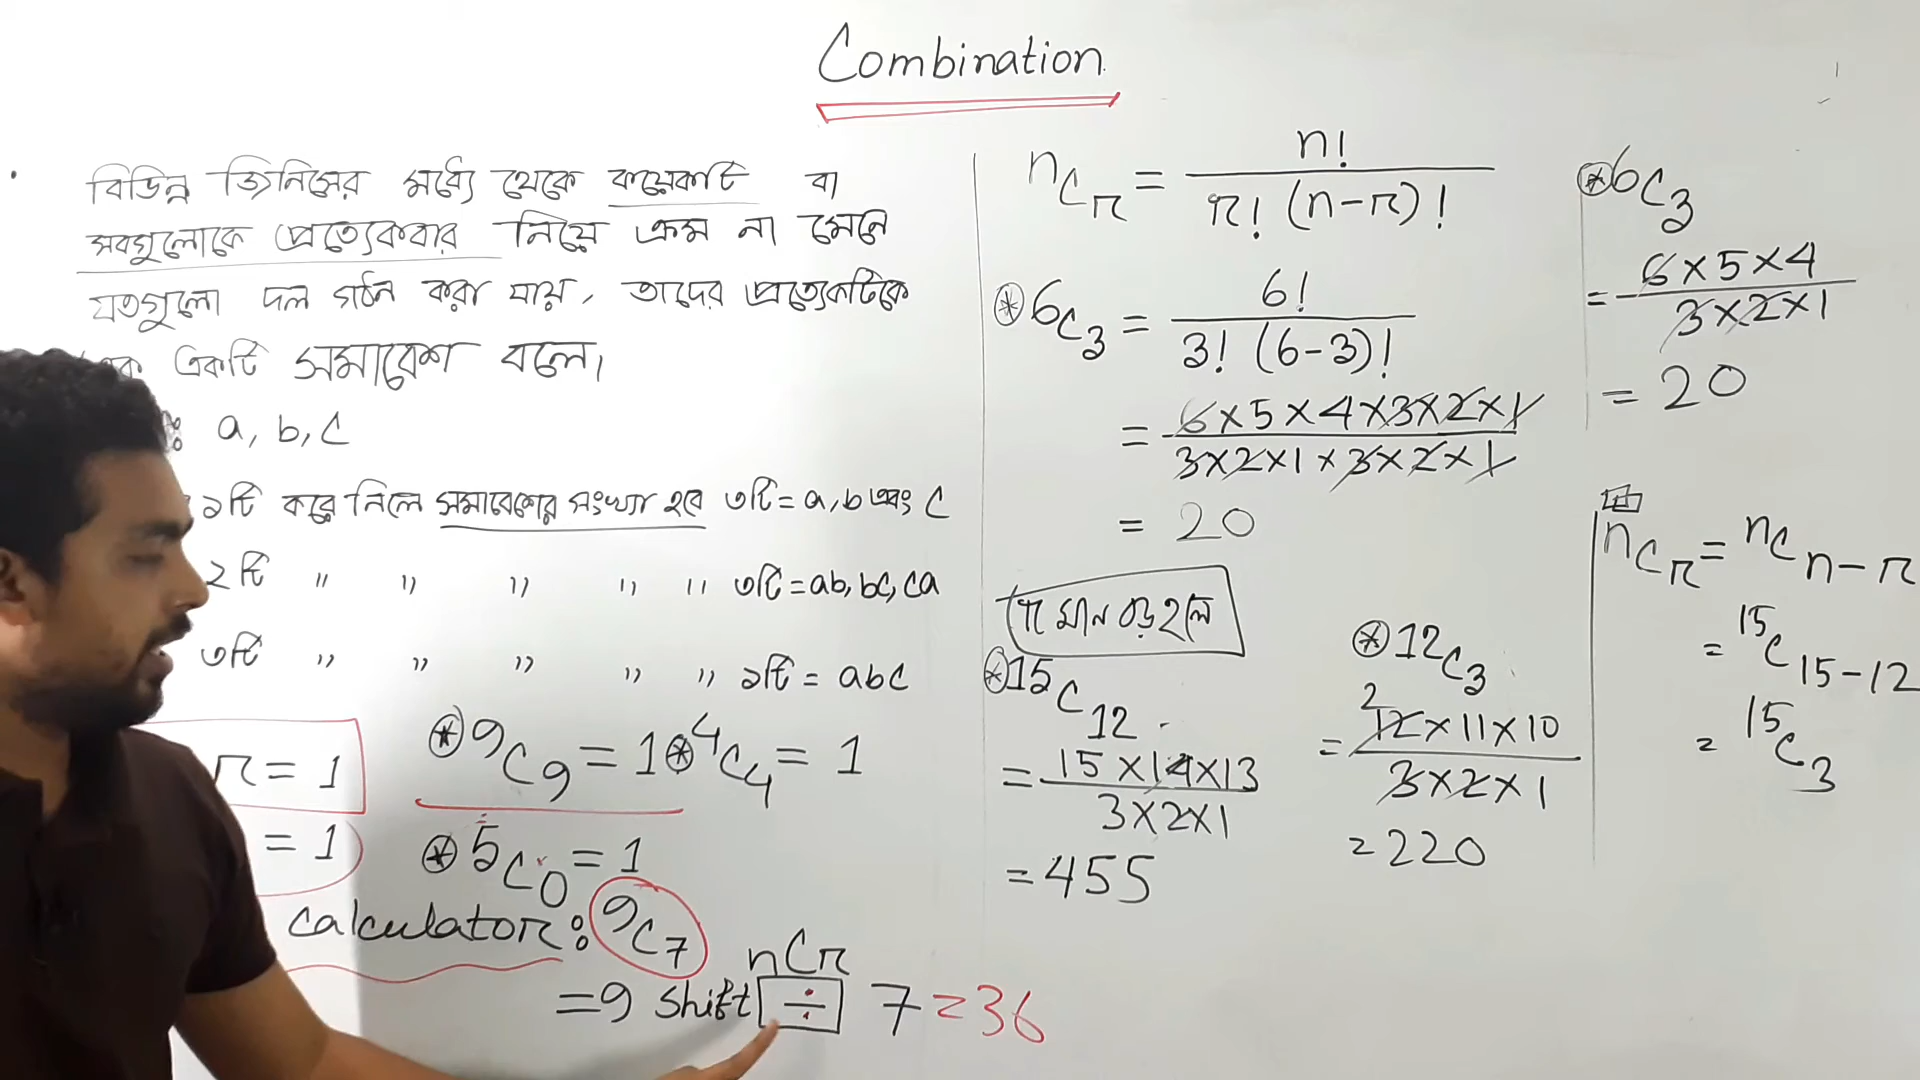 Combination
বিভিন্ন জিনিসের মধ্যে থেকে কয়েকটি বা
সবগুলোকে প্রত্যেকবার নিয়ে ক্রম না মেনে
যতগুলো দল গঠন করা যায়, তাদের প্রত্যেকটিকে
একটি সমাবেশ বলে।
: a, b, c
১টি করে নিলে সমাবেশের সংখ্যা হবে ৩টি = a, b এবং c
২টি " " " " " ৩টি = ab, bc, ca
৩টি " " " " " ১টি = abc
r = 1
= 1
⊛ ⁹C₉ = 1 ⊛ ⁴C₄ = 1
⊛ ⁵C₀ = 1
calculator: ⁹C₇
nCr
= 9 Shift ÷ 7 = 36
ⁿCᵣ = n! / r! (n-r)!
⊛ ⁶C₃ = 6! / 3! (6-3)!
= 6×5×4×3×2×1 / 3×2×1×3×2×1
= 20
r মান বড় হলে
⊛ ¹⁵C₁₂
= 15×14×13 / 3×2×1
= 455
⊛ ¹²C₃
2
= 12×11×10 / 3×2×1
= 220
⊛ ⁶C₃
= 6×5×4 / 3×2×1
= 20
ⁿCᵣ = ⁿCₙ₋ᵣ
= ¹⁵C₁₅₋₁₂
= ¹⁵C₃